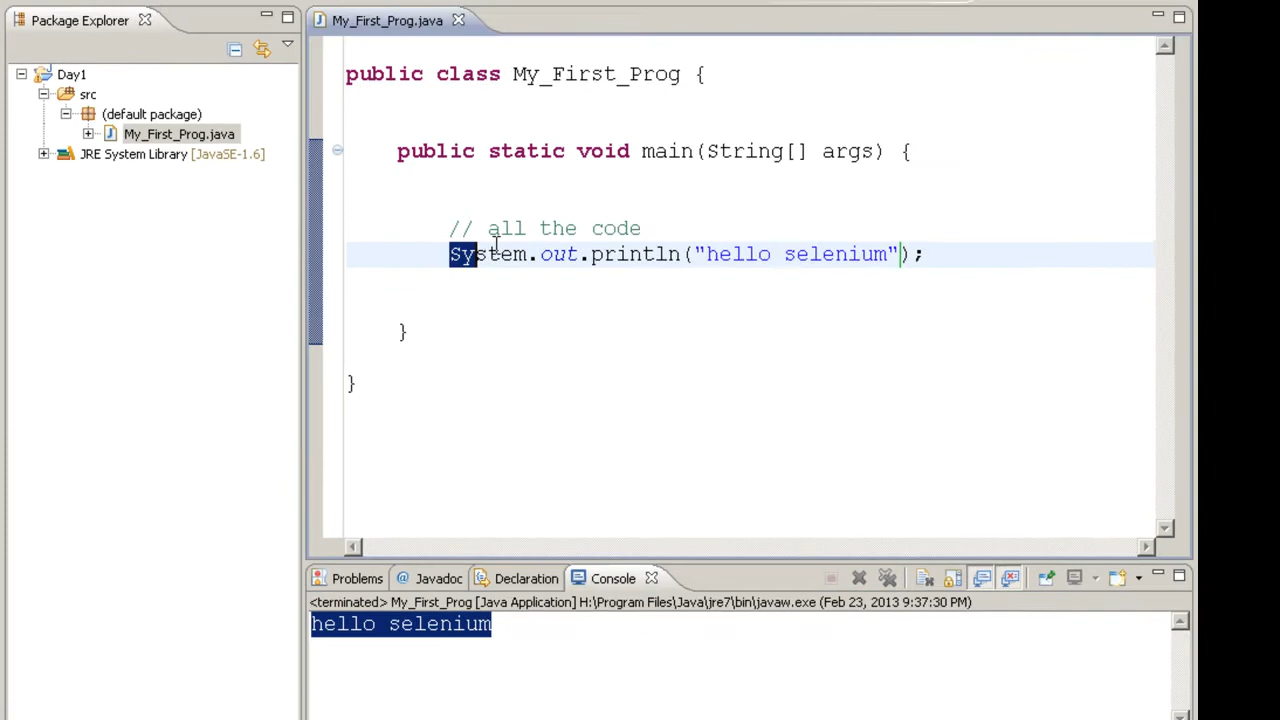 Package Explorer
Day1
src
(default package)
My_First_Prog.java
JRE System Library [JavaSE-1.6]
My_First_Prog.java
public class My_First_Prog {
public static void main(String[] args) {
// all the code
System.out.println("hello selenium");
}
}
Problems @ Javadoc Declaration Console
<terminated> My_First_Prog [Java Application] H:\Program Files\Java\jre7\bin\javaw.exe (Feb 23, 2013 9:37:30 PM)
hello selenium